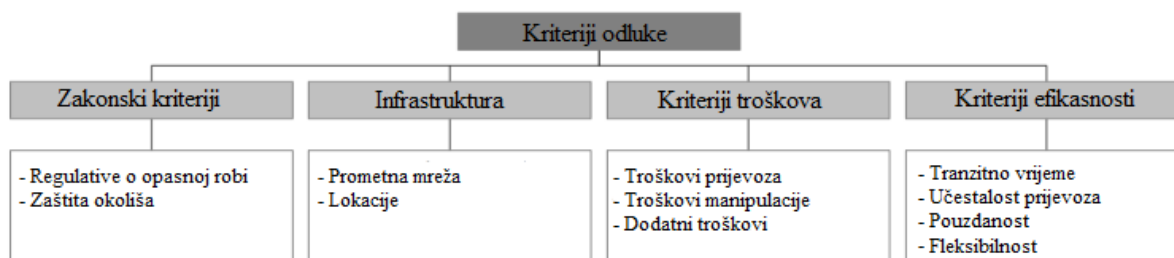 Kriteriji odluke
Zakonski kriteriji
- Regulative o opasnoj robi
- Zaštita okoliša
Infrastruktura
- Prometna mreža
- Lokacije
Kriteriji troškova
- Troškovi prijevoza
- Troškovi manipulacije
- Dodatni troškovi
Kriteriji efikasnosti
- Tranzitno vrijeme
- Učestalost prijevoza
- Pouzdanost
- Fleksibilnost